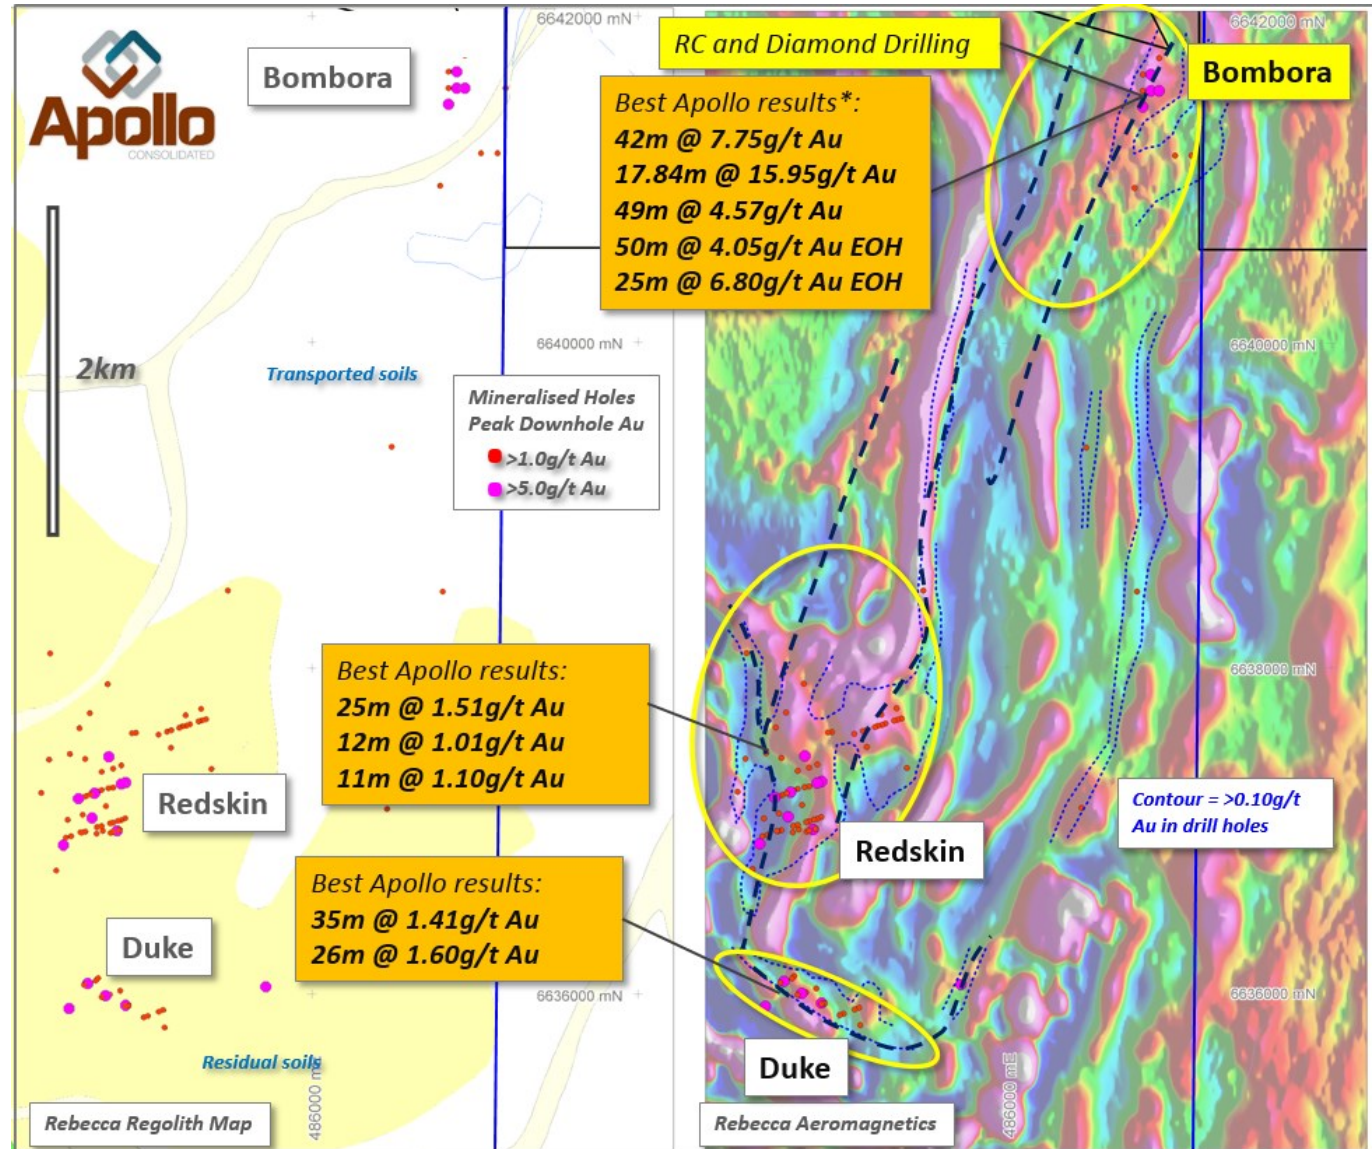 Apollo
CONSOLIDATED
Bombora
6642000 mN
2km
Transported soils
6640000 mN
Mineralised Holes
Peak Downhole Au
>1.0g/t Au
>5.0g/t Au
Best Apollo results:
25m @ 1.51g/t Au
12m @ 1.01g/t Au
11m @ 1.10g/t Au
Redskin
Best Apollo results:
35m @ 1.41g/t Au
26m @ 1.60g/t Au
Duke
6636000 mN
Residual soils
486000 mE
Rebecca Regolith Map
RC and Diamond Drilling
6642000 mN
Bombora
Best Apollo results*:
42m @ 7.75g/t Au
17.84m @ 15.95g/t Au
49m @ 4.57g/t Au
50m @ 4.05g/t Au EOH
25m @ 6.80g/t Au EOH
6640000 mN
6638000 mN
Contour = >0.10g/t
Au in drill holes
Redskin
6636000 mN
Duke
486000 mE
Rebecca Aeromagnetics